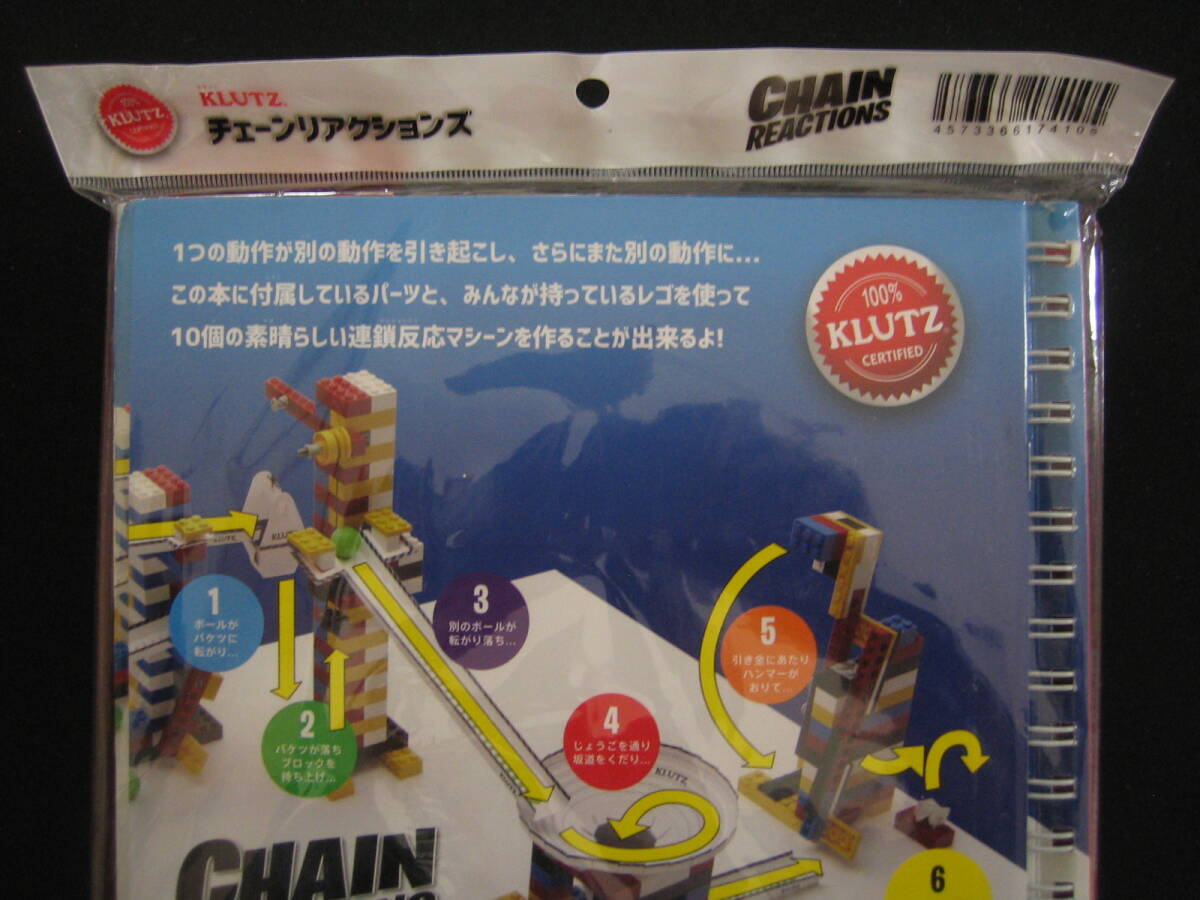 100%
KLUTZ
CERTIFIED
KLUTZ
チェーンリアクションズ
CHAIN
REACTIONS
4573366174106
1つの動作が別の動作を引き起こし、さらにまた別の動作に...
この本に付属しているパーツと、みんなが持っているレゴを使って
10個の素晴らしい連鎖反応マシーンを作ることが出来るよ!
100%
KLUTZ
CERTIFIED
KLUTZ
1
ボールが
バケツに
転がり...
2
バケツが落ち
ブロックを
持ち上げ...
3
別のボールが
転がり落ち...
4
じょうごを通り
坂道をくだり...
KLUTZ
5
引き金にあたり
ハンマーが
おりて...
6
CHAIN